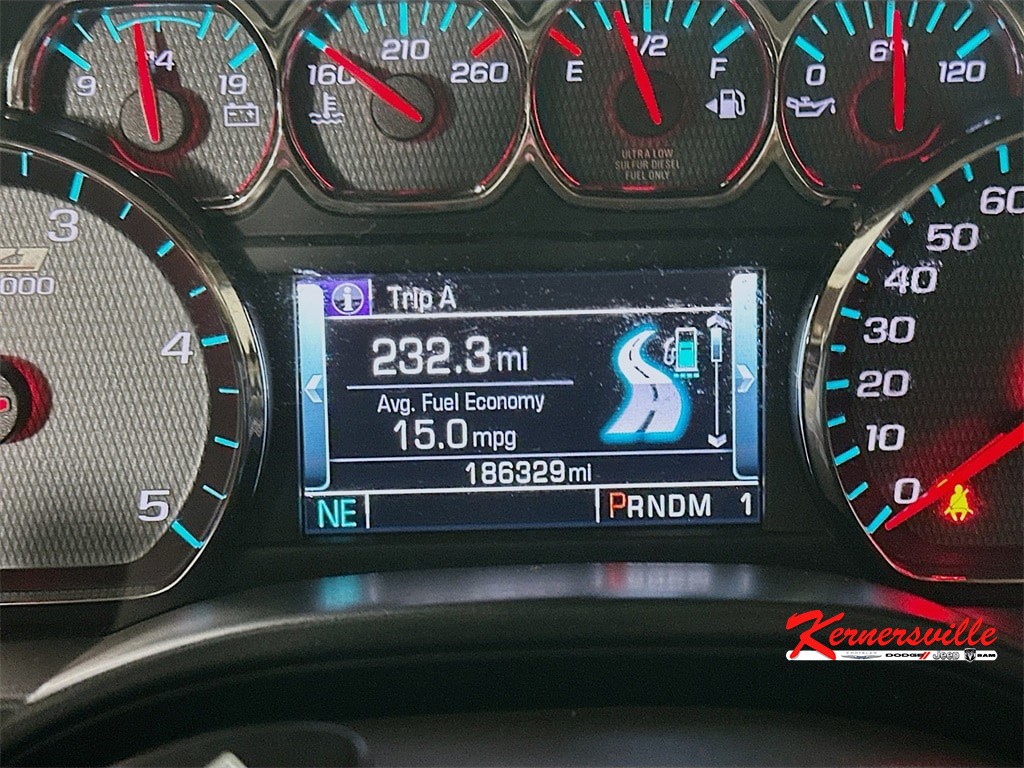 9 14 19
160 210 260
E 1/2 F
0 60 120
ULTRA LOW
SULFUR DIESEL
FUEL ONLY
3
4
5
Trip A
232.3 mi
Avg. Fuel Economy
15.0 mpg
186329 mi
NE
PRNDM 1
60
50
40
30
20
10
0
Kernersville
CHRYSLER DODGE Jeep RAM